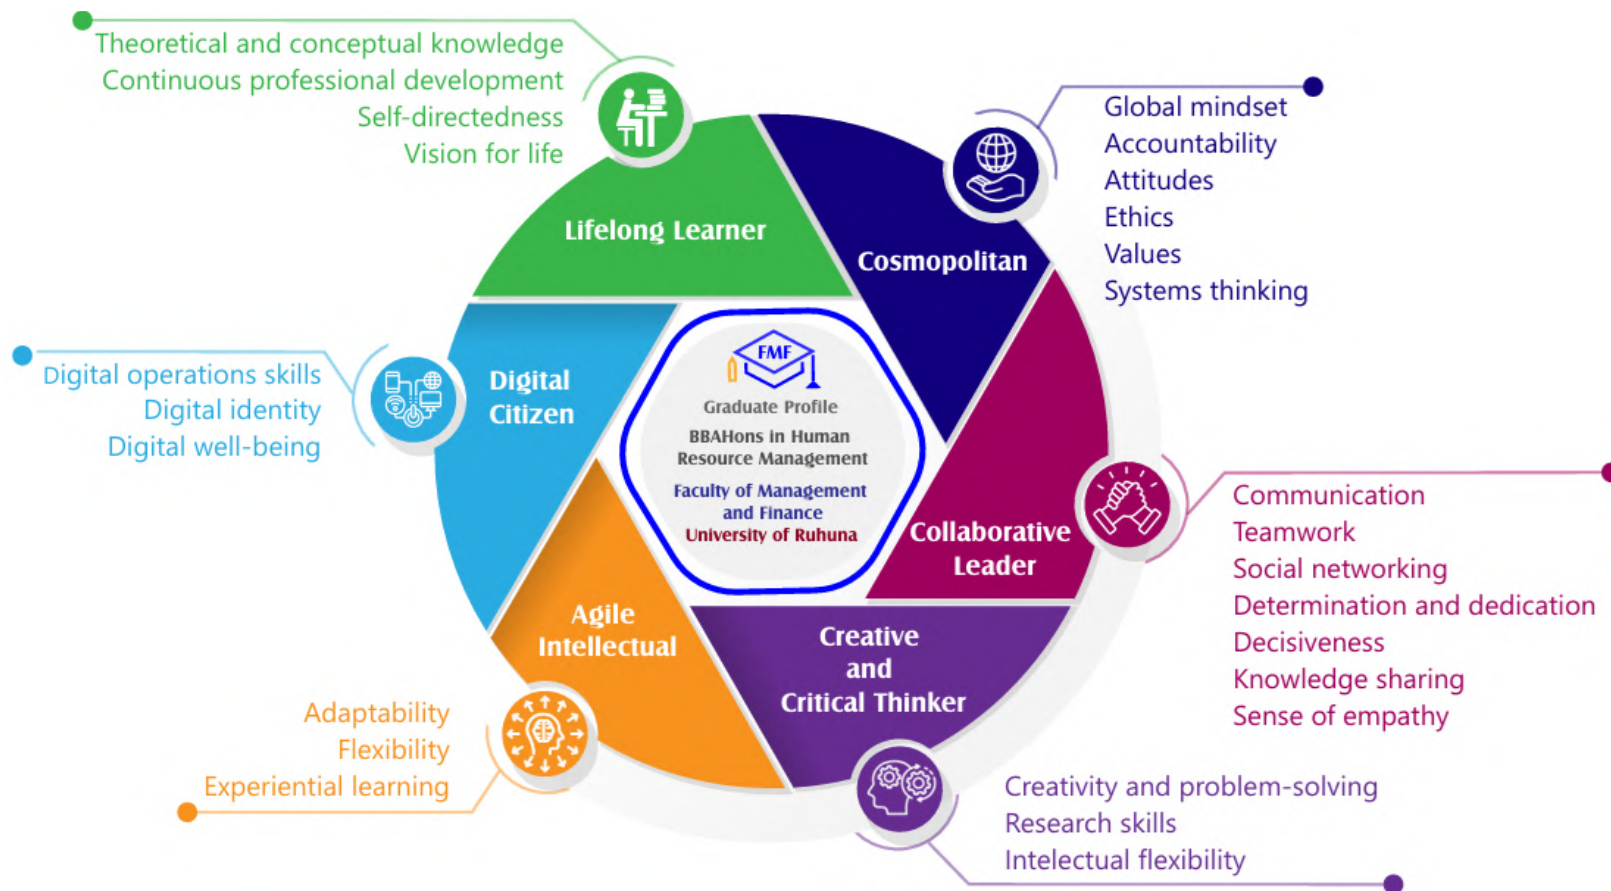 Theoretical and conceptual knowledge
Continuous professional development
Self-directedness
Vision for life
Lifelong Learner
Global mindset
Accountability
Attitudes
Ethics
Values
Systems thinking
Cosmopolitan
Digital operations skills
Digital identity
Digital well-being
Digital
Citizen
FMF
Graduate Profile
BBAHons in Human
Resource Management
Faculty of Management
and Finance
University of Ruhuna
Collaborative
Leader
Communication
Teamwork
Social networking
Determination and dedication
Decisiveness
Knowledge sharing
Sense of empathy
Agile
Intellectual
Adaptability
Flexibility
Experiential learning
Creative
and
Critical Thinker
Creativity and problem-solving
Research skills
Intelectual flexibility